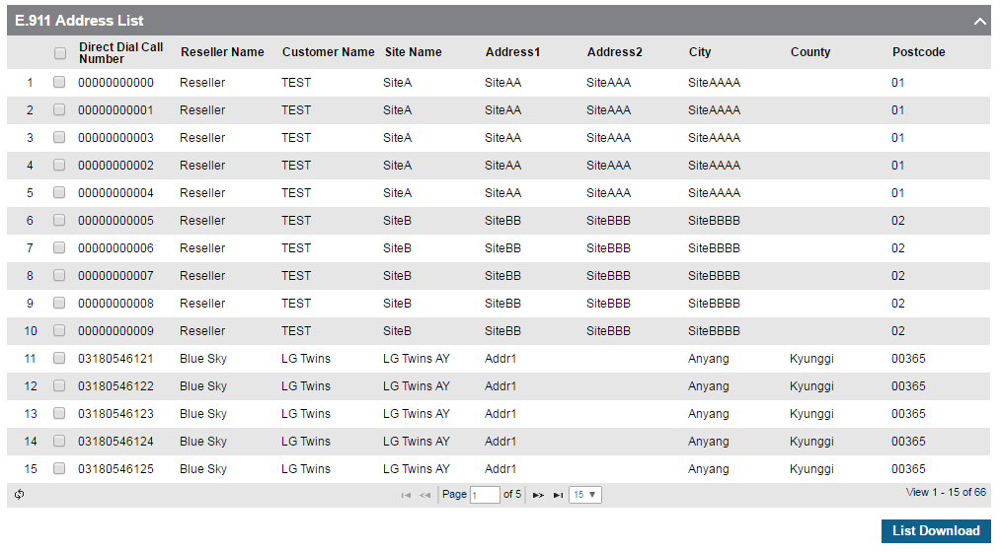 E.911 Address List
Direct Dial Call Number Reseller Name Customer Name Site Name Address1 Address2 City County Postcode
1 00000000000 Reseller TEST SiteA SiteAA SiteAAA SiteAAAA 01
2 00000000001 Reseller TEST SiteA SiteAA SiteAAA SiteAAAA 01
3 00000000003 Reseller TEST SiteA SiteAA SiteAAA SiteAAAA 01
4 00000000002 Reseller TEST SiteA SiteAA SiteAAA SiteAAAA 01
5 00000000004 Reseller TEST SiteA SiteAA SiteAAA SiteAAAA 01
6 00000000005 Reseller TEST SiteB SiteBB SiteBBB SiteBBBB 02
7 00000000006 Reseller TEST SiteB SiteBB SiteBBB SiteBBBB 02
8 00000000007 Reseller TEST SiteB SiteBB SiteBBB SiteBBBB 02
9 00000000008 Reseller TEST SiteB SiteBB SiteBBB SiteBBBB 02
10 00000000009 Reseller TEST SiteB SiteBB SiteBBB SiteBBBB 02
11 03180546121 Blue Sky LG Twins LG Twins AY Addr1 Anyang Kyunggi 00365
12 03180546122 Blue Sky LG Twins LG Twins AY Addr1 Anyang Kyunggi 00365
13 03180546123 Blue Sky LG Twins LG Twins AY Addr1 Anyang Kyunggi 00365
14 03180546124 Blue Sky LG Twins LG Twins AY Addr1 Anyang Kyunggi 00365
15 03180546125 Blue Sky LG Twins LG Twins AY Addr1 Anyang Kyunggi 00365
Page 1 of 5 15 View 1 - 15 of 66
List Download